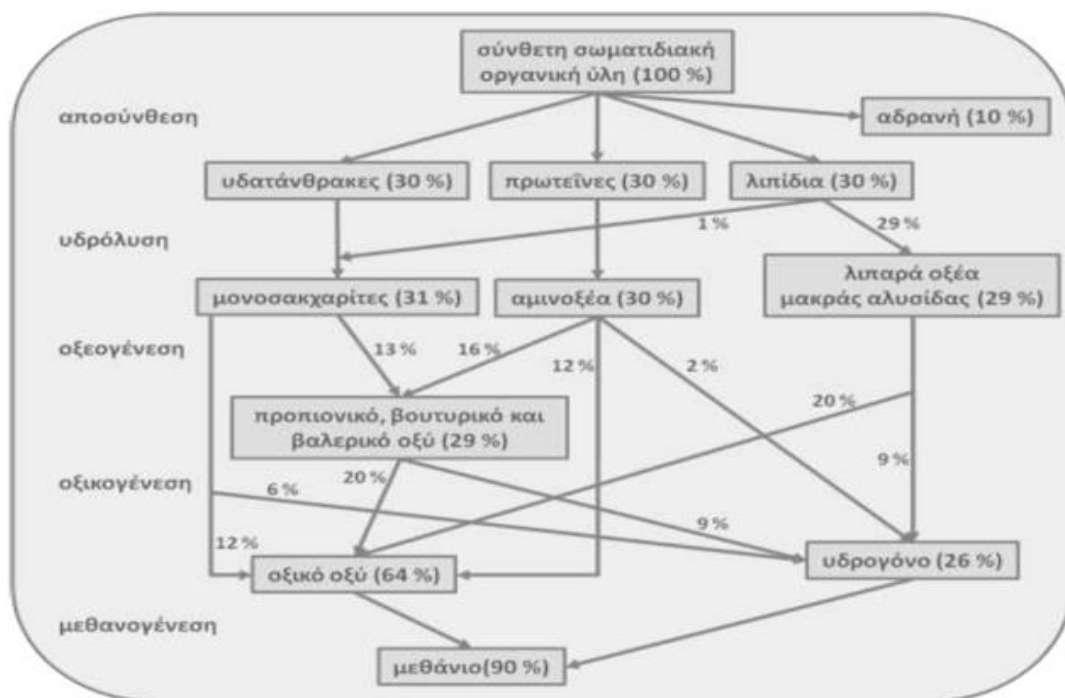 σύνθετη σωματιδιακή
οργανική ύλη (100 %)
αποσύνθεση
αδρανή (10 %)
υδατάνθρακες (30 %)
πρωτεΐνες (30 %)
λιπίδια (30 %)
1 %
29 %
υδρόλυση
λιπαρά οξέα
μακράς αλυσίδας (29 %)
μονοσακχαρίτες (31 %)
αμινοξέα (30 %)
οξεογένεση
13 %
16 %
12 %
2 %
20 %
προπιονικό, βουτυρικό και
βαλερικό οξύ (29 %)
9 %
οξικογένεση
6 %
20 %
9 %
12 %
οξικό οξύ (64 %)
υδρογόνο (26 %)
μεθανογένεση
μεθάνιο(90 %)